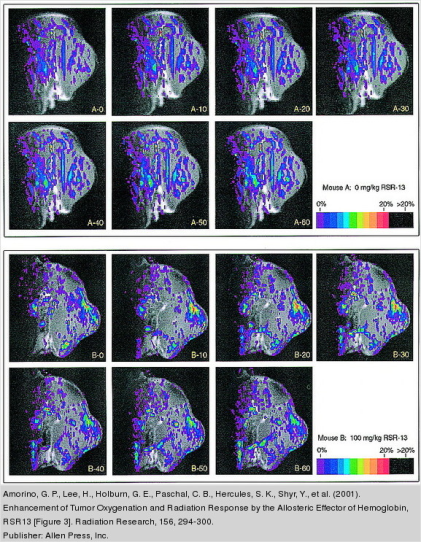 A-0
A-10
A-20
A-30
A-40
A-50
A-60
Mouse A: 0 mg/kg RSR-13
0% 20% >20%
B-0
B-10
B-20
B-30
B-40
B-50
B-60
Mouse B: 100 mg/kg RSR-13
0% 20% >20%
Amorino, G. P., Lee, H., Holburn, G. E., Paschal, C. B., Hercules, S. K., Shyr, Y., et al. (2001).
Enhancement of Tumor Oxygenation and Radiation Response by the Allosteric Effector of Hemoglobin,
RSR13 [Figure 3]. Radiation Research, 156, 294-300.
Publisher: Allen Press, Inc.